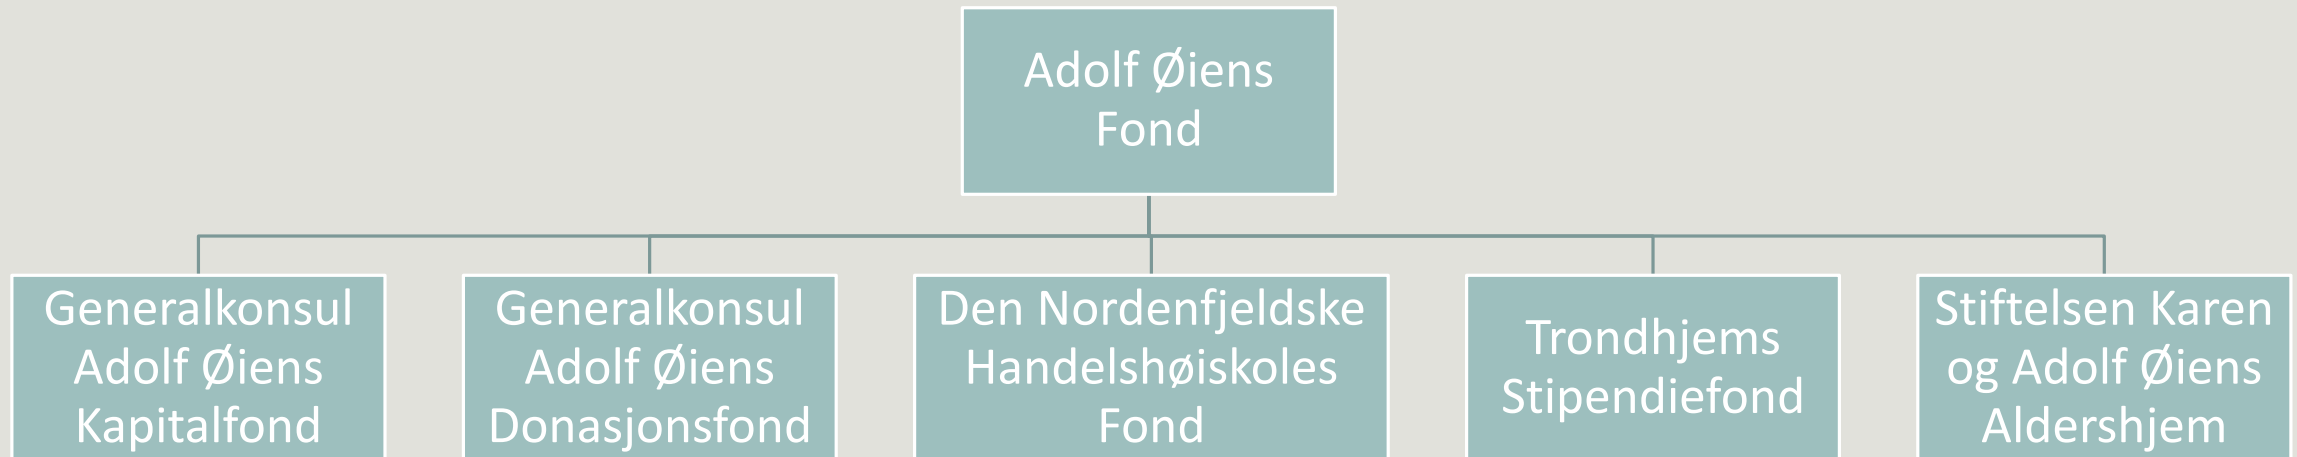 Adolf Øiens
Fond
Generalkonsul
Adolf Øiens
Kapitalfond
Generalkonsul
Adolf Øiens
Donasjonsfond
Den Nordenfjeldske
Handelshøiskoles
Fond
Trondhjems
Stipendiefond
Stiftelsen Karen
og Adolf Øiens
Aldershjem